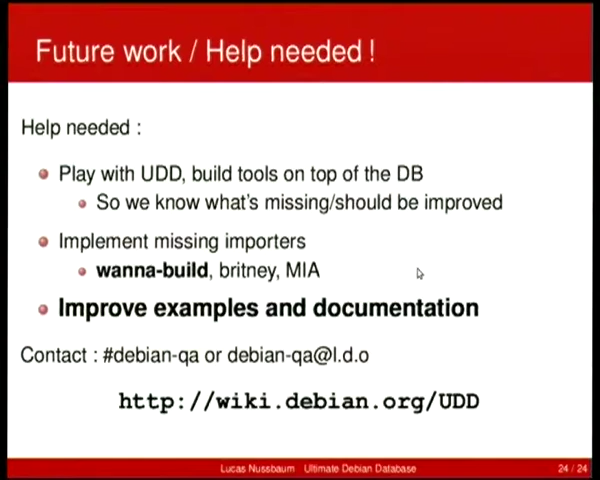 Future work / Help needed !
Help needed :
Play with UDD, build tools on top of the DB
So we know what's missing/should be improved
Implement missing importers
wanna-build, britney, MIA
Improve examples and documentation
Contact : #debian-qa or debian-qa@l.d.o
http://wiki.debian.org/UDD
Lucas Nussbaum Ultimate Debian Database 24 / 24